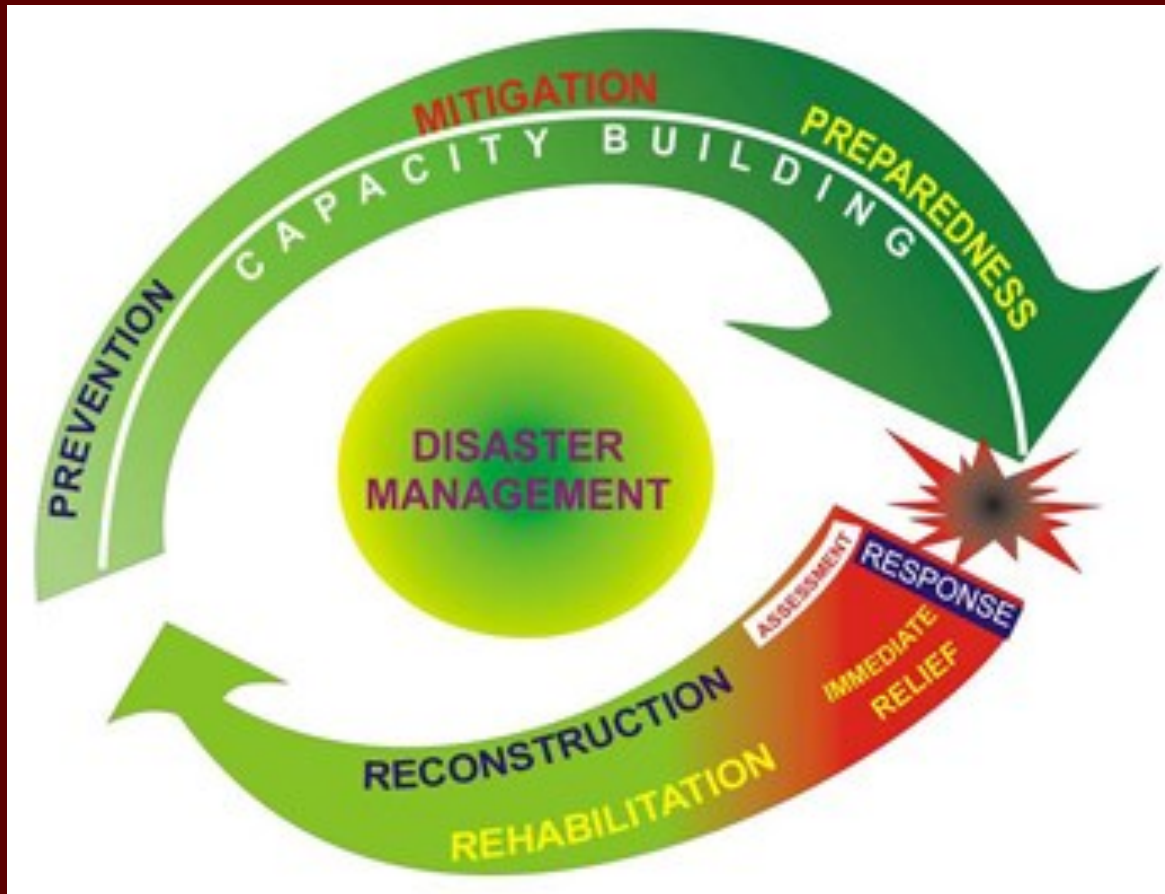 MITIGATION
PREPAREDNESS
CAPACITY BUILDING
PREVENTION
DISASTER
MANAGEMENT
ASSESSMENT
RESPONSE
IMMEDIATE
RELIEF
RECONSTRUCTION
REHABILITATION